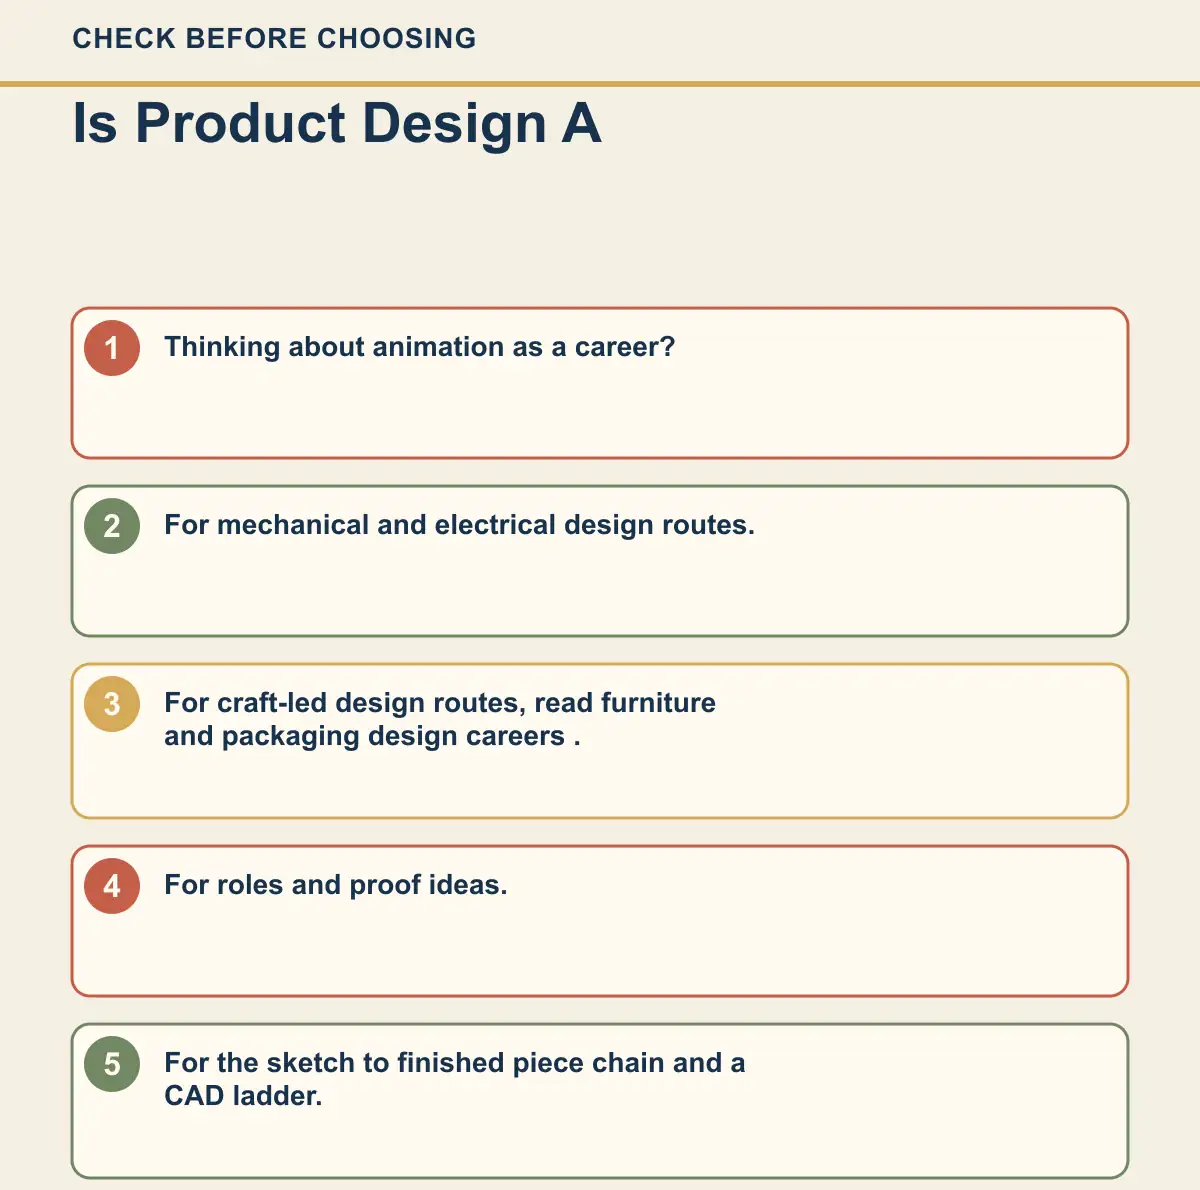 CHECK BEFORE CHOOSING
Is Product Design A
1
Thinking about animation as a career?
2
For mechanical and electrical design routes.
3
For craft-led design routes, read furniture
and packaging design careers .
4
For roles and proof ideas.
5
For the sketch to finished piece chain and a
CAD ladder.